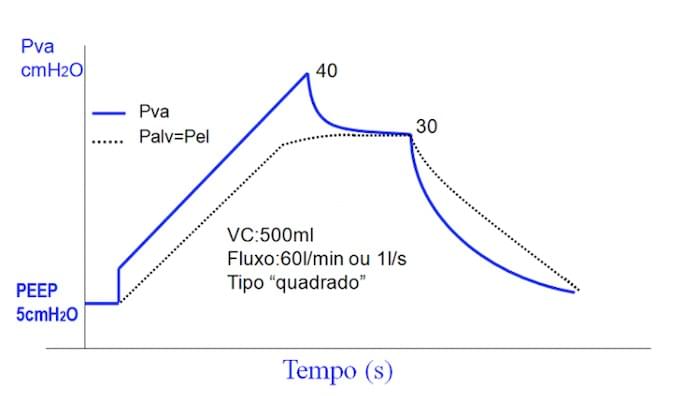 Pva
cmH2O
40
Pva
Palv=Pel
30
VC:500ml
Fluxo:60l/min ou 1l/s
Tipo “quadrado”
PEEP
5cmH2O
Tempo (s)